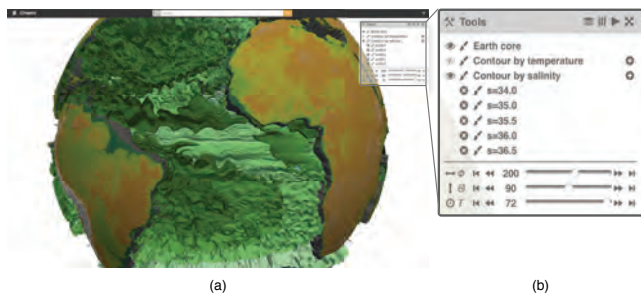 Tools
Earth core
Contour by temperature
Contour by salinity
s=34.0
s=35.0
s=35.5
s=36.0
s=36.5
φ 200
θ 90
T 72
(a) (b)